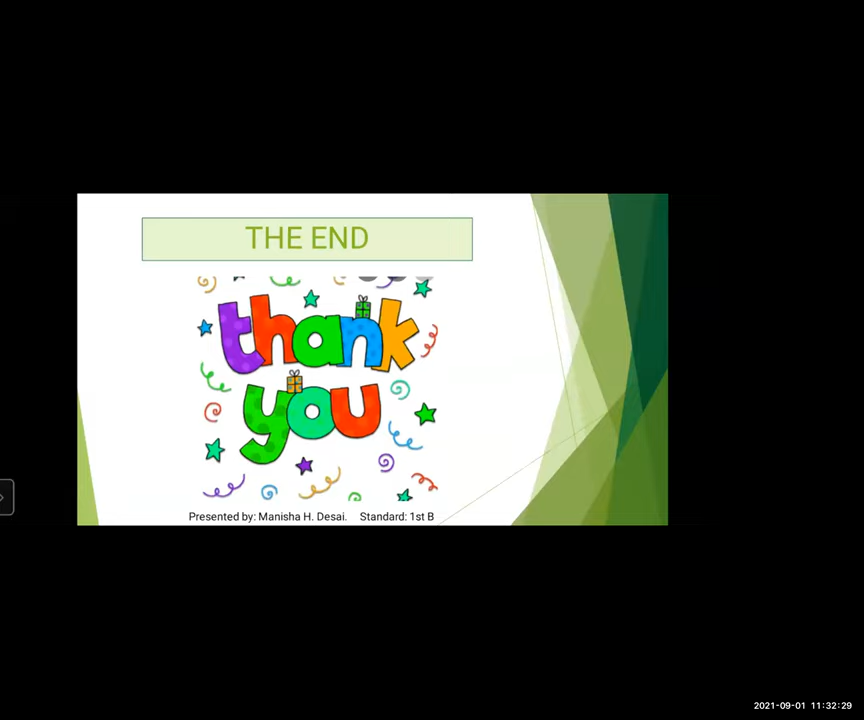 THE END
thank
you
Presented by: Manisha H. Desai. Standard: 1st B
2021-09-01 11:32:29